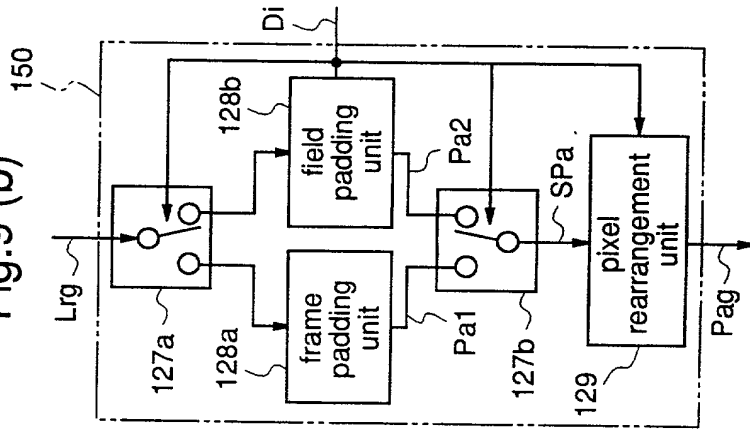 Fig.9 (b)
150
Lrg
Di
127a
128a
frame
padding
unit
128b
field
padding
unit
Pa1
Pa2
127b
SPa
pixel
rearrangement
unit
129
Pag